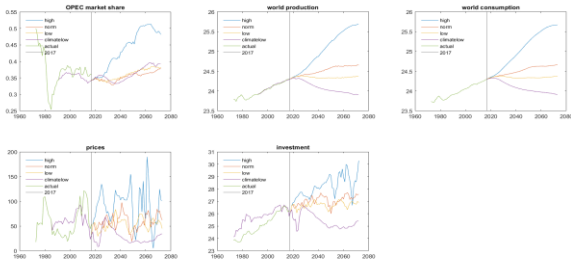 OPEC market share
0.55
0.5
0.45
0.4
0.35
0.3
0.25
high
norm
low
climatelow
actual
2017
1960 1980 2000 2020 2040 2060 2080
world production
26
25.5
25
24.5
24
23.5
high
norm
low
climatelow
actual
2017
1960 1980 2000 2020 2040 2060 2080
world consumption
26
25.5
25
24.5
24
23.5
high
norm
low
climatelow
actual
2017
1960 1980 2000 2020 2040 2060 2080
prices
200
150
100
50
0
high
norm
low
climatelow
actual
2017
1960 1980 2000 2020 2040 2060 2080
investment
31
30
29
28
27
26
25
24
23
high
norm
low
climatelow
actual
2017
1960 1980 2000 2020 2040 2060 2080